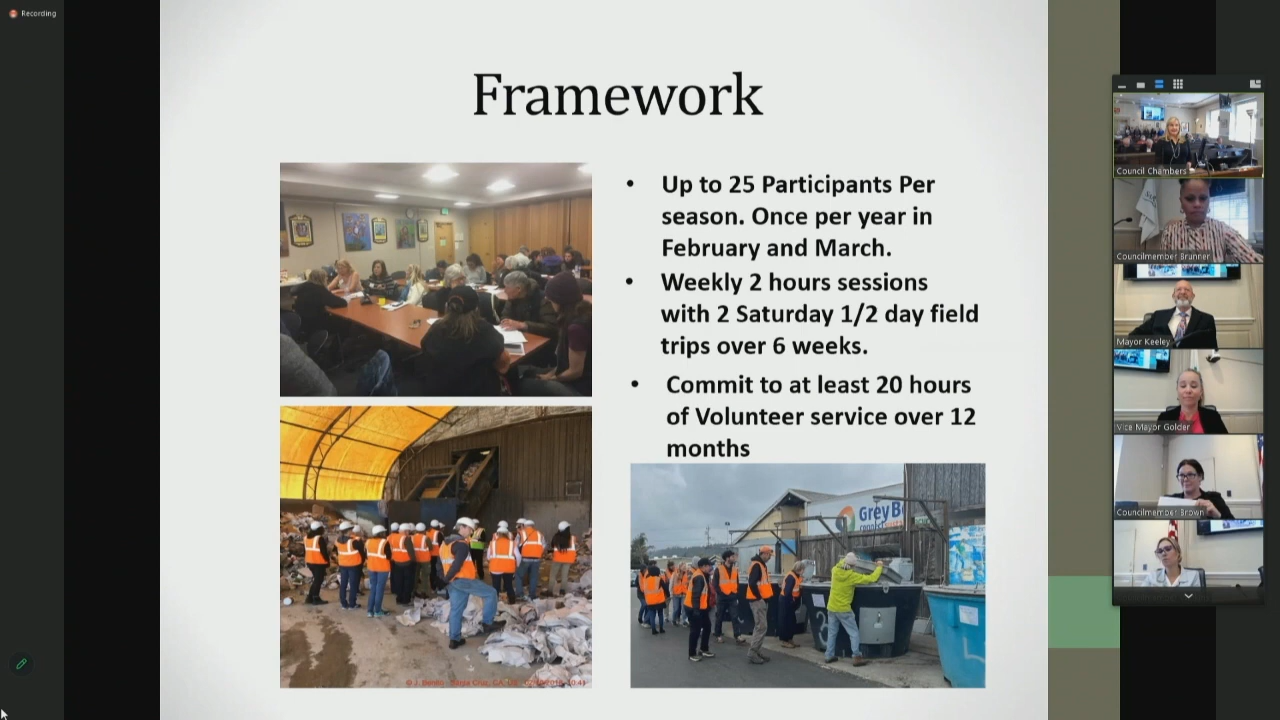 Recording
Framework
• Up to 25 Participants Per
season. Once per year in
February and March.
• Weekly 2 hours sessions
with 2 Saturday 1/2 day field
trips over 6 weeks.
• Commit to at least 20 hours
of Volunteer service over 12
months
GreyB
Council Chambers
Councilmember Brunner
Mayor Keeley
Vice Mayor Golder
Councilmember Brown